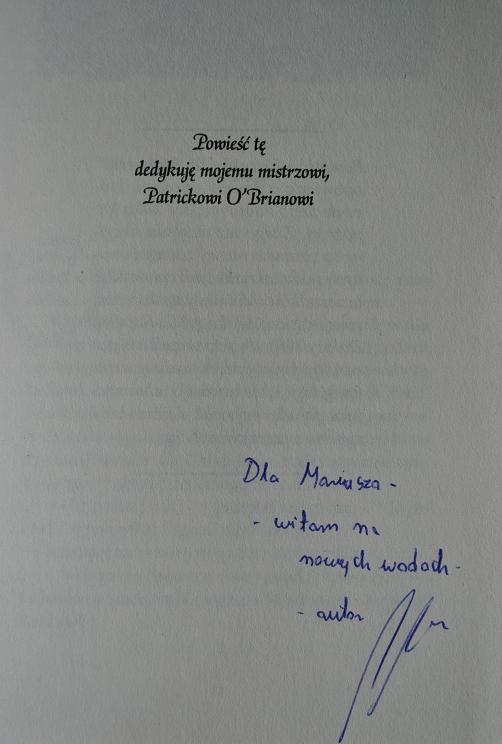 Powieść tę
dedykuję mojemu mistrzowi,
Patrickowi O'Brianowi
Dla Mariusza -
- witam na
nowych wodach -
- autor